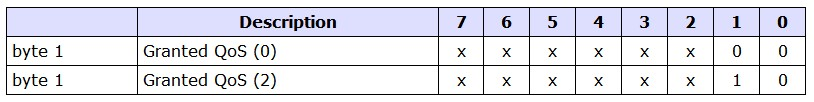 Description 7 6 5 4 3 2 1 0
byte 1 Granted QoS (0) x x x x x x 0 0
byte 1 Granted QoS (2) x x x x x x 1 0